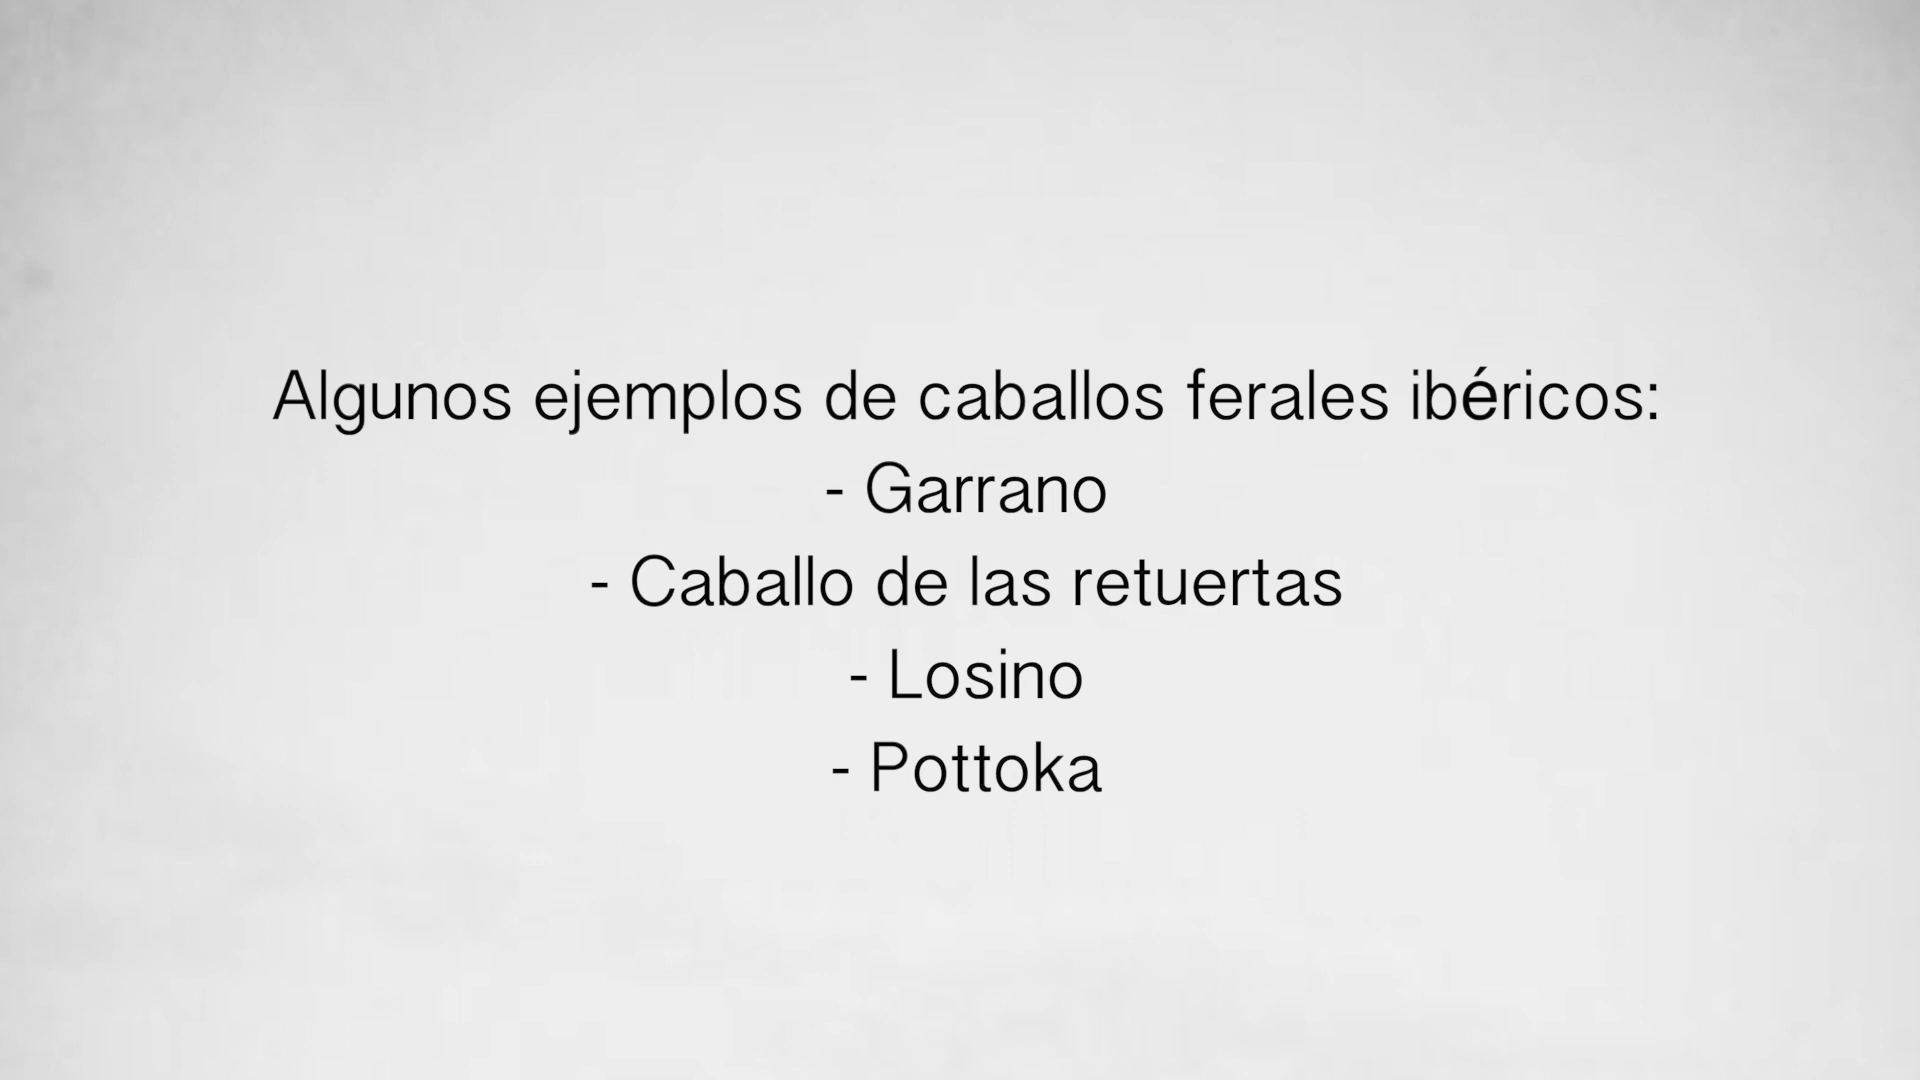 Algunos ejemplos de caballos ferales ibéricos:
- Garrano
- Caballo de las retuertas
- Losino
- Pottoka